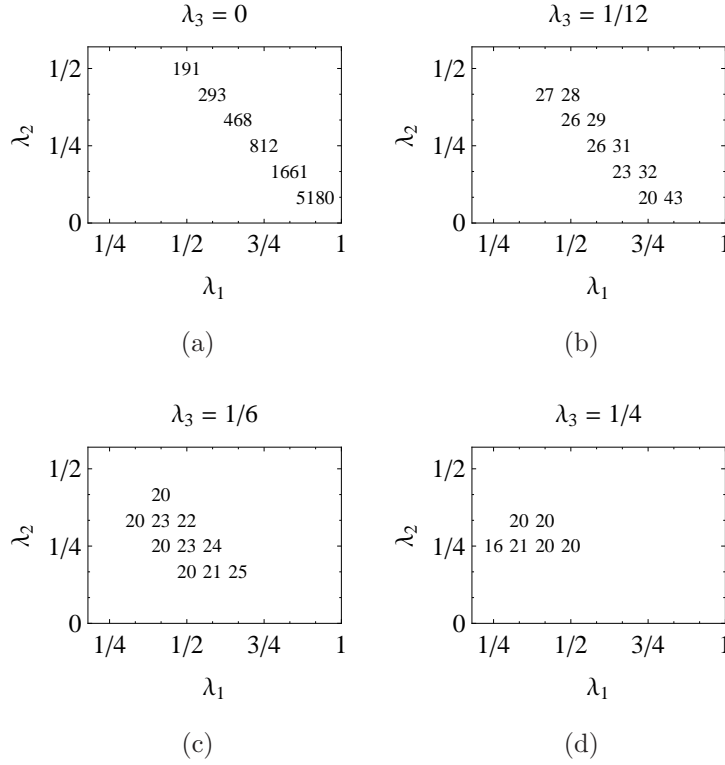 λ₃ = 0
λ₂
1/2
1/4
0
191
293
468
812
1661
5180
1/4 1/2 3/4 1
λ₁
(a)
λ₃ = 1/12
λ₂
1/2
1/4
0
27 28
26 29
26 31
23 32
20 43
1/4 1/2 3/4 1
λ₁
(b)
λ₃ = 1/6
λ₂
1/2
1/4
0
20
20 23 22
20 23 24
20 21 25
1/4 1/2 3/4 1
λ₁
(c)
λ₃ = 1/4
λ₂
1/2
1/4
0
20 20
16 21 20 20
1/4 1/2 3/4 1
λ₁
(d)